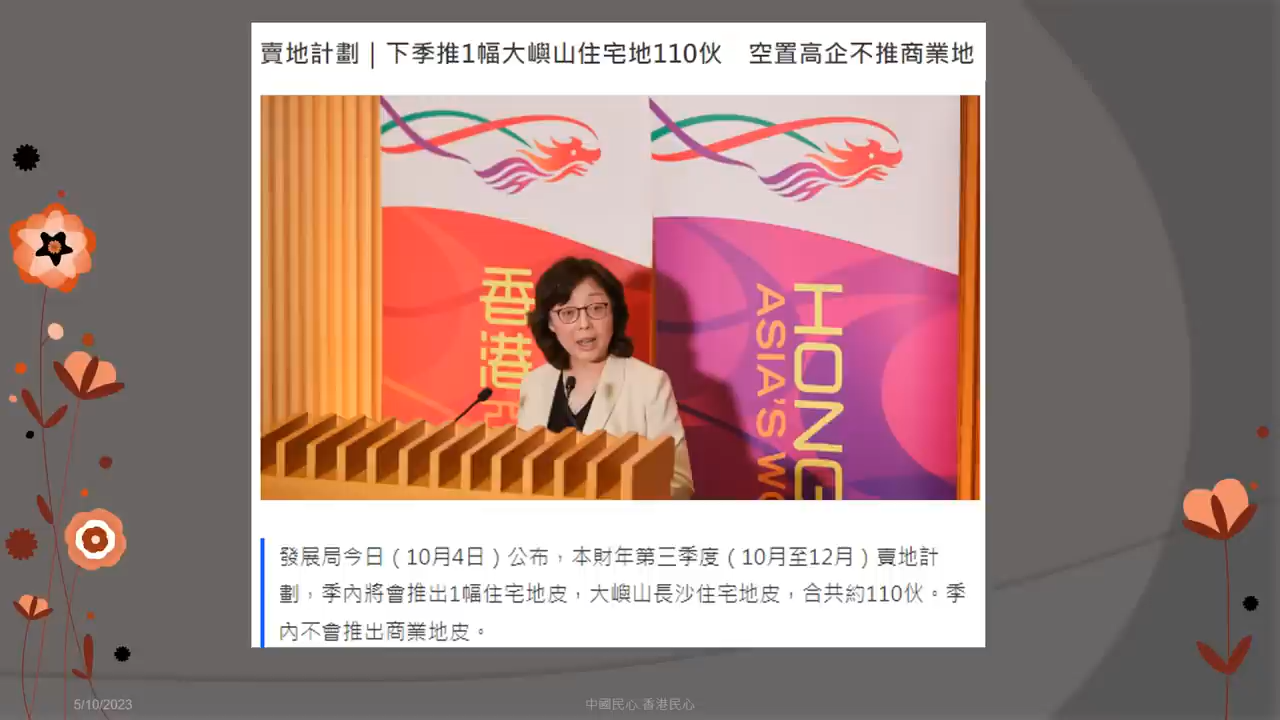 賣地計劃｜下季推1幅大嶼山住宅地110伙　空置高企不推商業地
香港亞
HONG
ASIA'S WO
發展局今日（10月4日）公布，本財年第三季度（10月至12月）賣地計
劃，季內將會推出1幅住宅地皮，大嶼山長沙住宅地皮，合共約110伙。季
內不會推出商業地皮。
5/10/2023
中國民心.香港民心